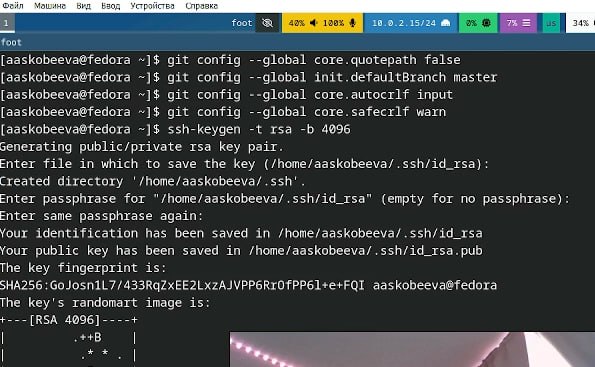 Файл Машина Вид Ввод Устройства Справка
1 foot 40% 100% 10.0.2.15/24 0% 7% us 34%
foot
[aaskobeeva@fedora ~]$ git config --global core.quotepath false
[aaskobeeva@fedora ~]$ git config --global init.defaultBranch master
[aaskobeeva@fedora ~]$ git config --global core.autocrlf input
[aaskobeeva@fedora ~]$ git config --global core.safecrlf warn
[aaskobeeva@fedora ~]$ ssh-keygen -t rsa -b 4096
Generating public/private rsa key pair.
Enter file in which to save the key (/home/aaskobeeva/.ssh/id_rsa):
Created directory '/home/aaskobeeva/.ssh'.
Enter passphrase for "/home/aaskobeeva/.ssh/id_rsa" (empty for no passphrase):
Enter same passphrase again:
Your identification has been saved in /home/aaskobeeva/.ssh/id_rsa
Your public key has been saved in /home/aaskobeeva/.ssh/id_rsa.pub
The key fingerprint is:
SHA256:GoJosn1L7/433RqZxEE2LxzAJVPP6RrOfPP6l+e+FQI aaskobeeva@fedora
The key's randomart image is:
+---[RSA 4096]----+
| .++B |
| .* * . |